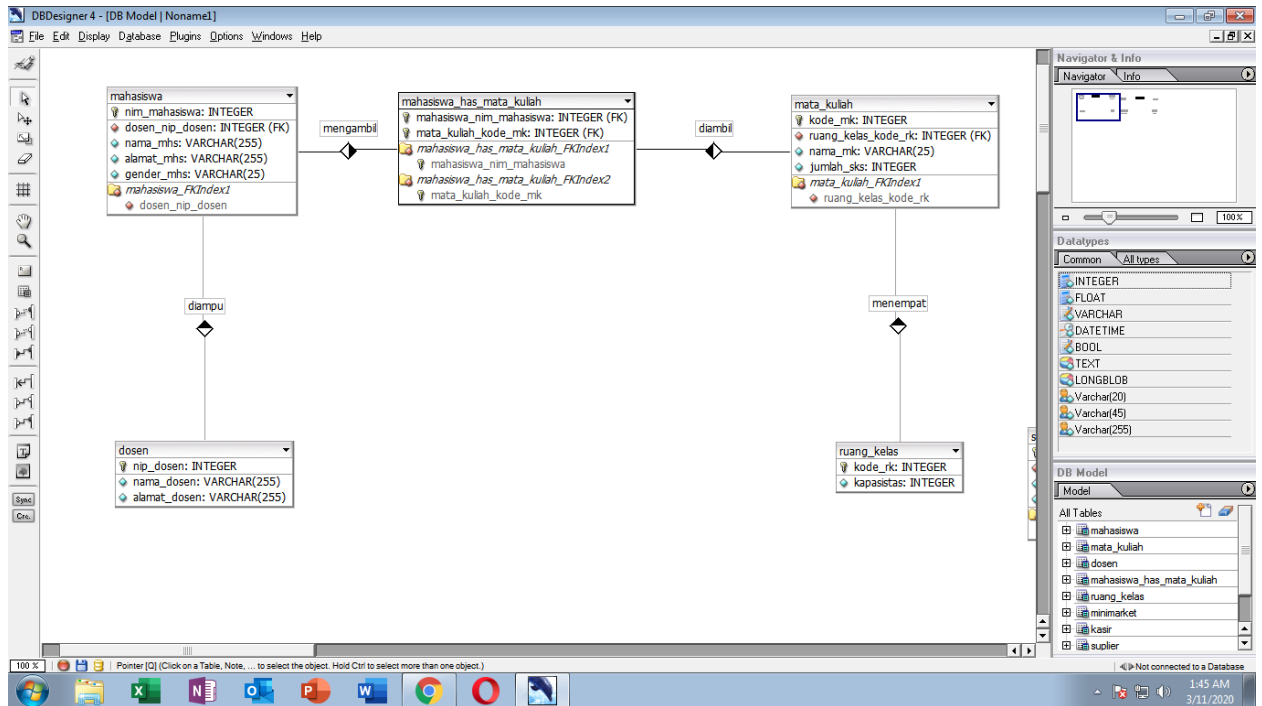 DBDesigner 4 - [DB Model | Noname1]
File Edit Display Database Plugins Options Windows Help
mahasiswa
nim_mahasiswa: INTEGER
dosen_nip_dosen: INTEGER (FK)
nama_mhs: VARCHAR(255)
alamat_mhs: VARCHAR(255)
gender_mhs: VARCHAR(25)
mahasiswa_FKIndex1
dosen_nip_dosen
mengambil
mahasiswa_has_mata_kuliah
mahasiswa_nim_mahasiswa: INTEGER (FK)
mata_kuliah_kode_mk: INTEGER (FK)
mahasiswa_has_mata_kuliah_FKIndex1
mahasiswa_nim_mahasiswa
mahasiswa_has_mata_kuliah_FKIndex2
mata_kuliah_kode_mk
diambil
mata_kuliah
kode_mk: INTEGER
ruang_kelas_kode_rk: INTEGER (FK)
nama_mk: VARCHAR(25)
jumlah_sks: INTEGER
mata_kuliah_FKIndex1
ruang_kelas_kode_rk
diampu
menempat
dosen
nip_dosen: INTEGER
nama_dosen: VARCHAR(255)
alamat_dosen: VARCHAR(255)
ruang_kelas
kode_rk: INTEGER
kapasistas: INTEGER
s
Navigator & Info
Navigator Info
100 %
Datatypes
Common All types
INTEGER
FLOAT
VARCHAR
DATETIME
BOOL
TEXT
LONGBLOB
Varchar(20)
Varchar(45)
Varchar(255)
DB Model
Model
All Tables
mahasiswa
mata_kuliah
dosen
mahasiswa_has_mata_kuliah
ruang_kelas
minimarket
kasir
suplier
Sync
Cre.
100 % Pointer [Q] (Click on a Table, Note, ... to select the object. Hold Ctrl to select more than one object.) Not connected to a Database
1:45 AM
3/11/2020